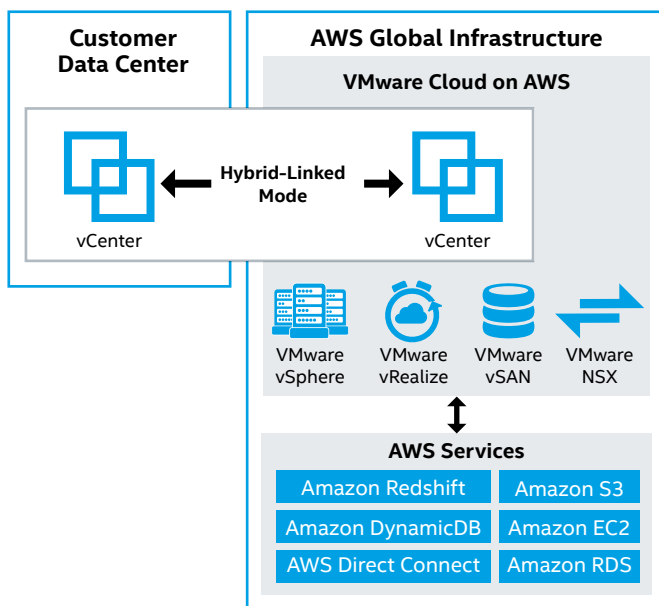 Customer
Data Center
AWS Global Infrastructure
VMware Cloud on AWS
Hybrid-Linked
Mode
vCenter
vCenter
VMware
vSphere
VMware
vRealize
VMware
vSAN
VMware
NSX
AWS Services
Amazon Redshift
Amazon S3
Amazon DynamicDB
Amazon EC2
AWS Direct Connect
Amazon RDS